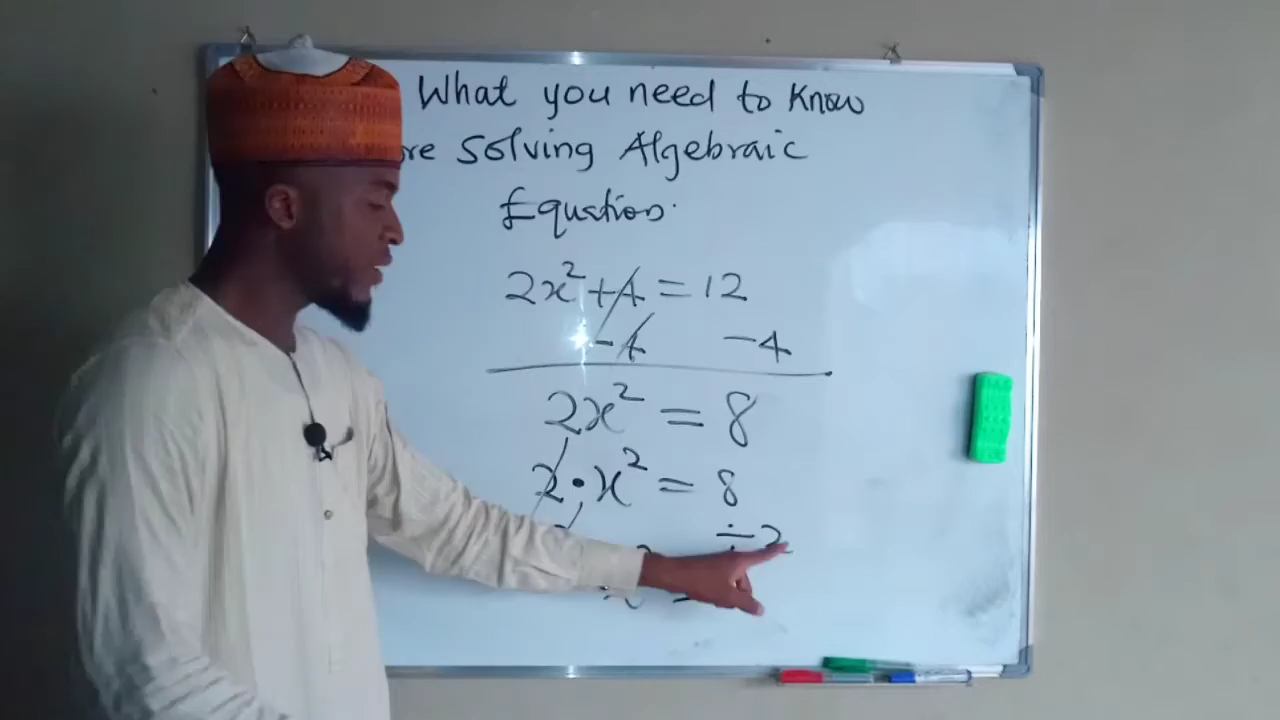 What you need to Know
re Solving Algebraic
Equation.
2x² + 4 = 12
- 4 - 4
2x² = 8
2 • x² = 8
÷ 2